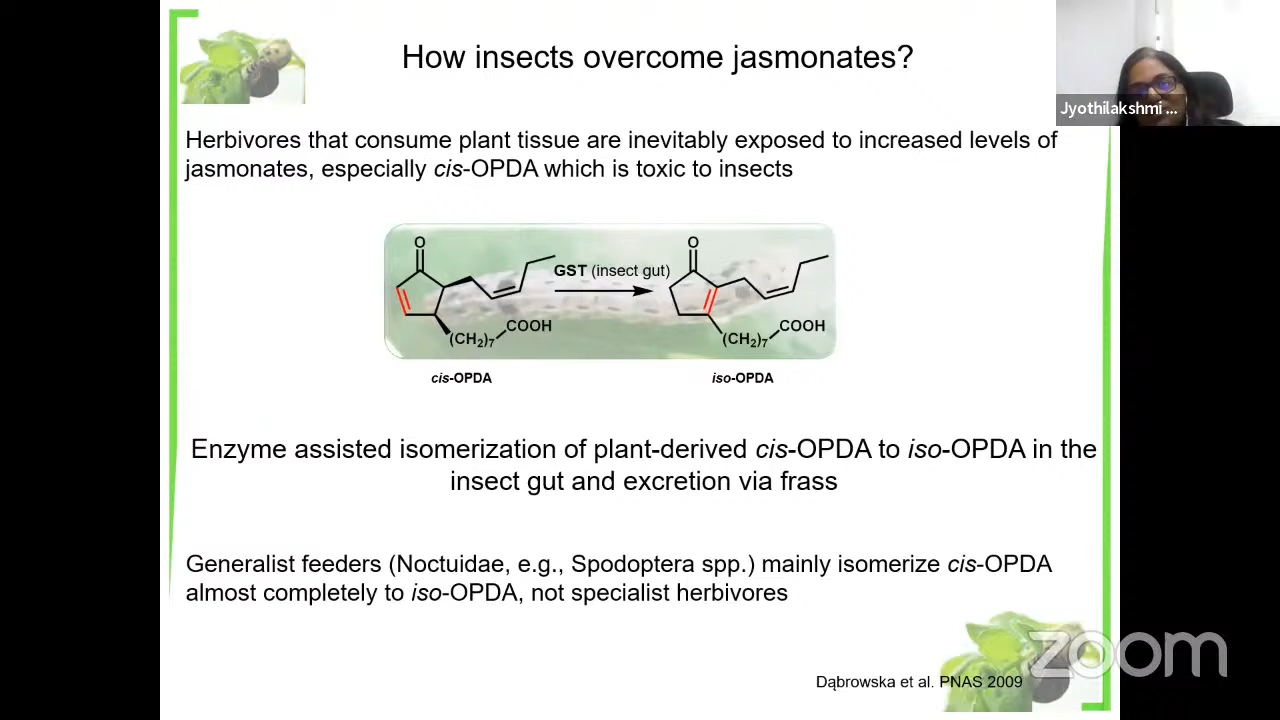 How insects overcome jasmonates?
Jyothilakshmi ...
Herbivores that consume plant tissue are inevitably exposed to increased levels of
jasmonates, especially cis-OPDA which is toxic to insects
O
GST (insect gut)
COOH
(CH₂)₇
O
COOH
(CH₂)₇
cis-OPDA
iso-OPDA
Enzyme assisted isomerization of plant-derived cis-OPDA to iso-OPDA in the
insect gut and excretion via frass
Generalist feeders (Noctuidae, e.g., Spodoptera spp.) mainly isomerize cis-OPDA
almost completely to iso-OPDA, not specialist herbivores
zoom
Dąbrowska et al. PNAS 2009